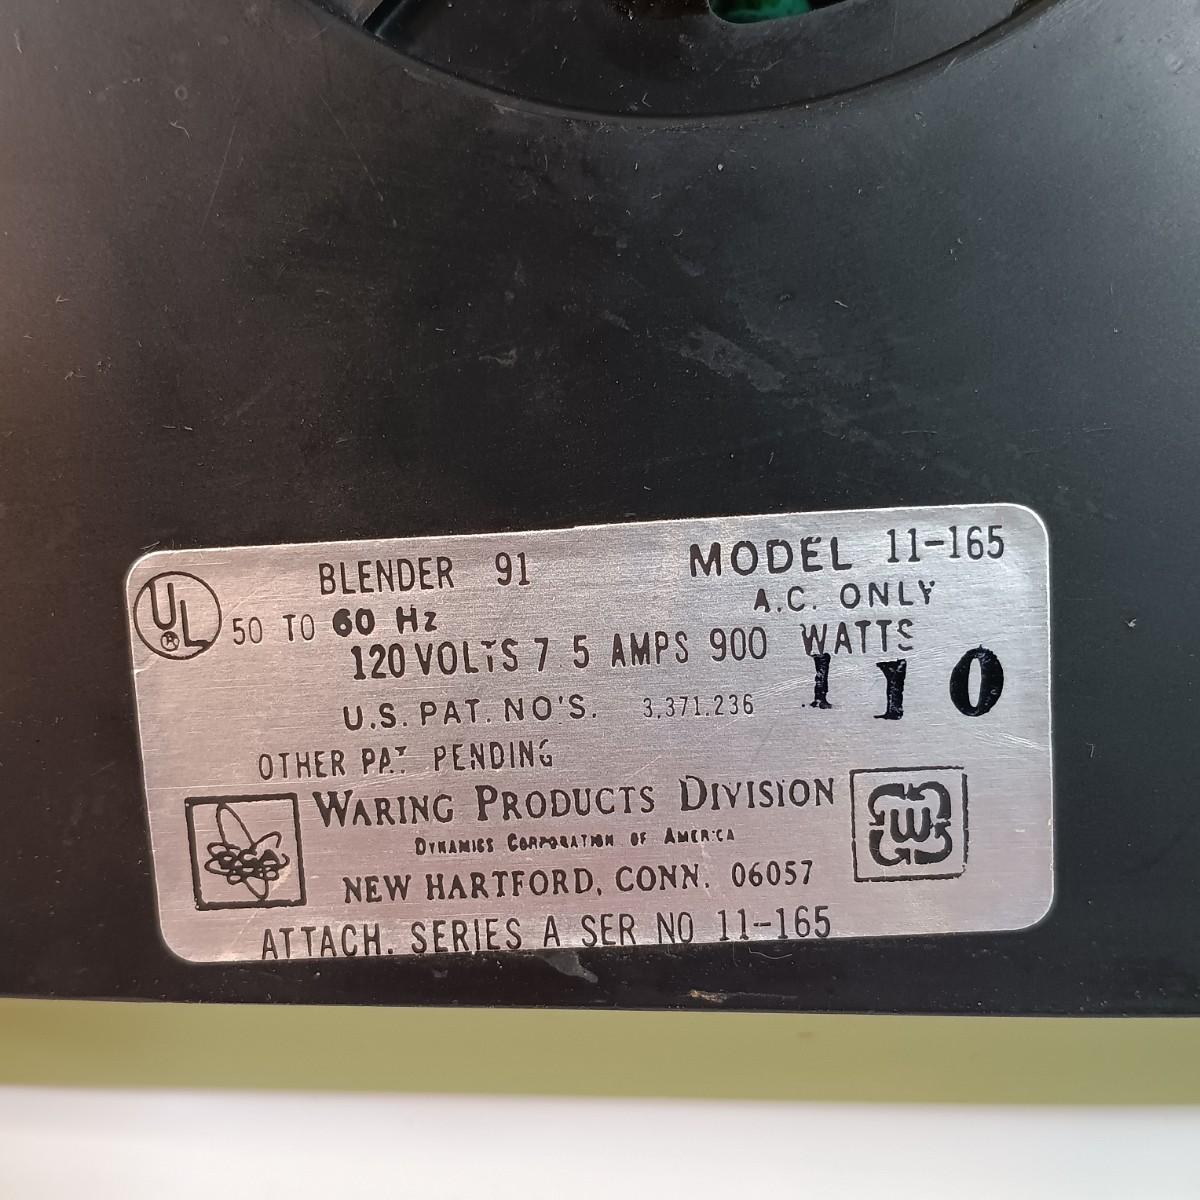 BLENDER 91 MODEL 11-165
UL ® 50 TO 60 Hz A.C. ONLY
120 VOLTS 7.5 AMPS 900 WATTS
U.S. PAT. NO'S. 3,371,236 110
OTHER PAT. PENDING
WARING PRODUCTS DIVISION
DYNAMICS CORPORATION OF AMERICA
DCA W
NEW HARTFORD, CONN. 06057
ATTACH. SERIES A SER NO 11-165